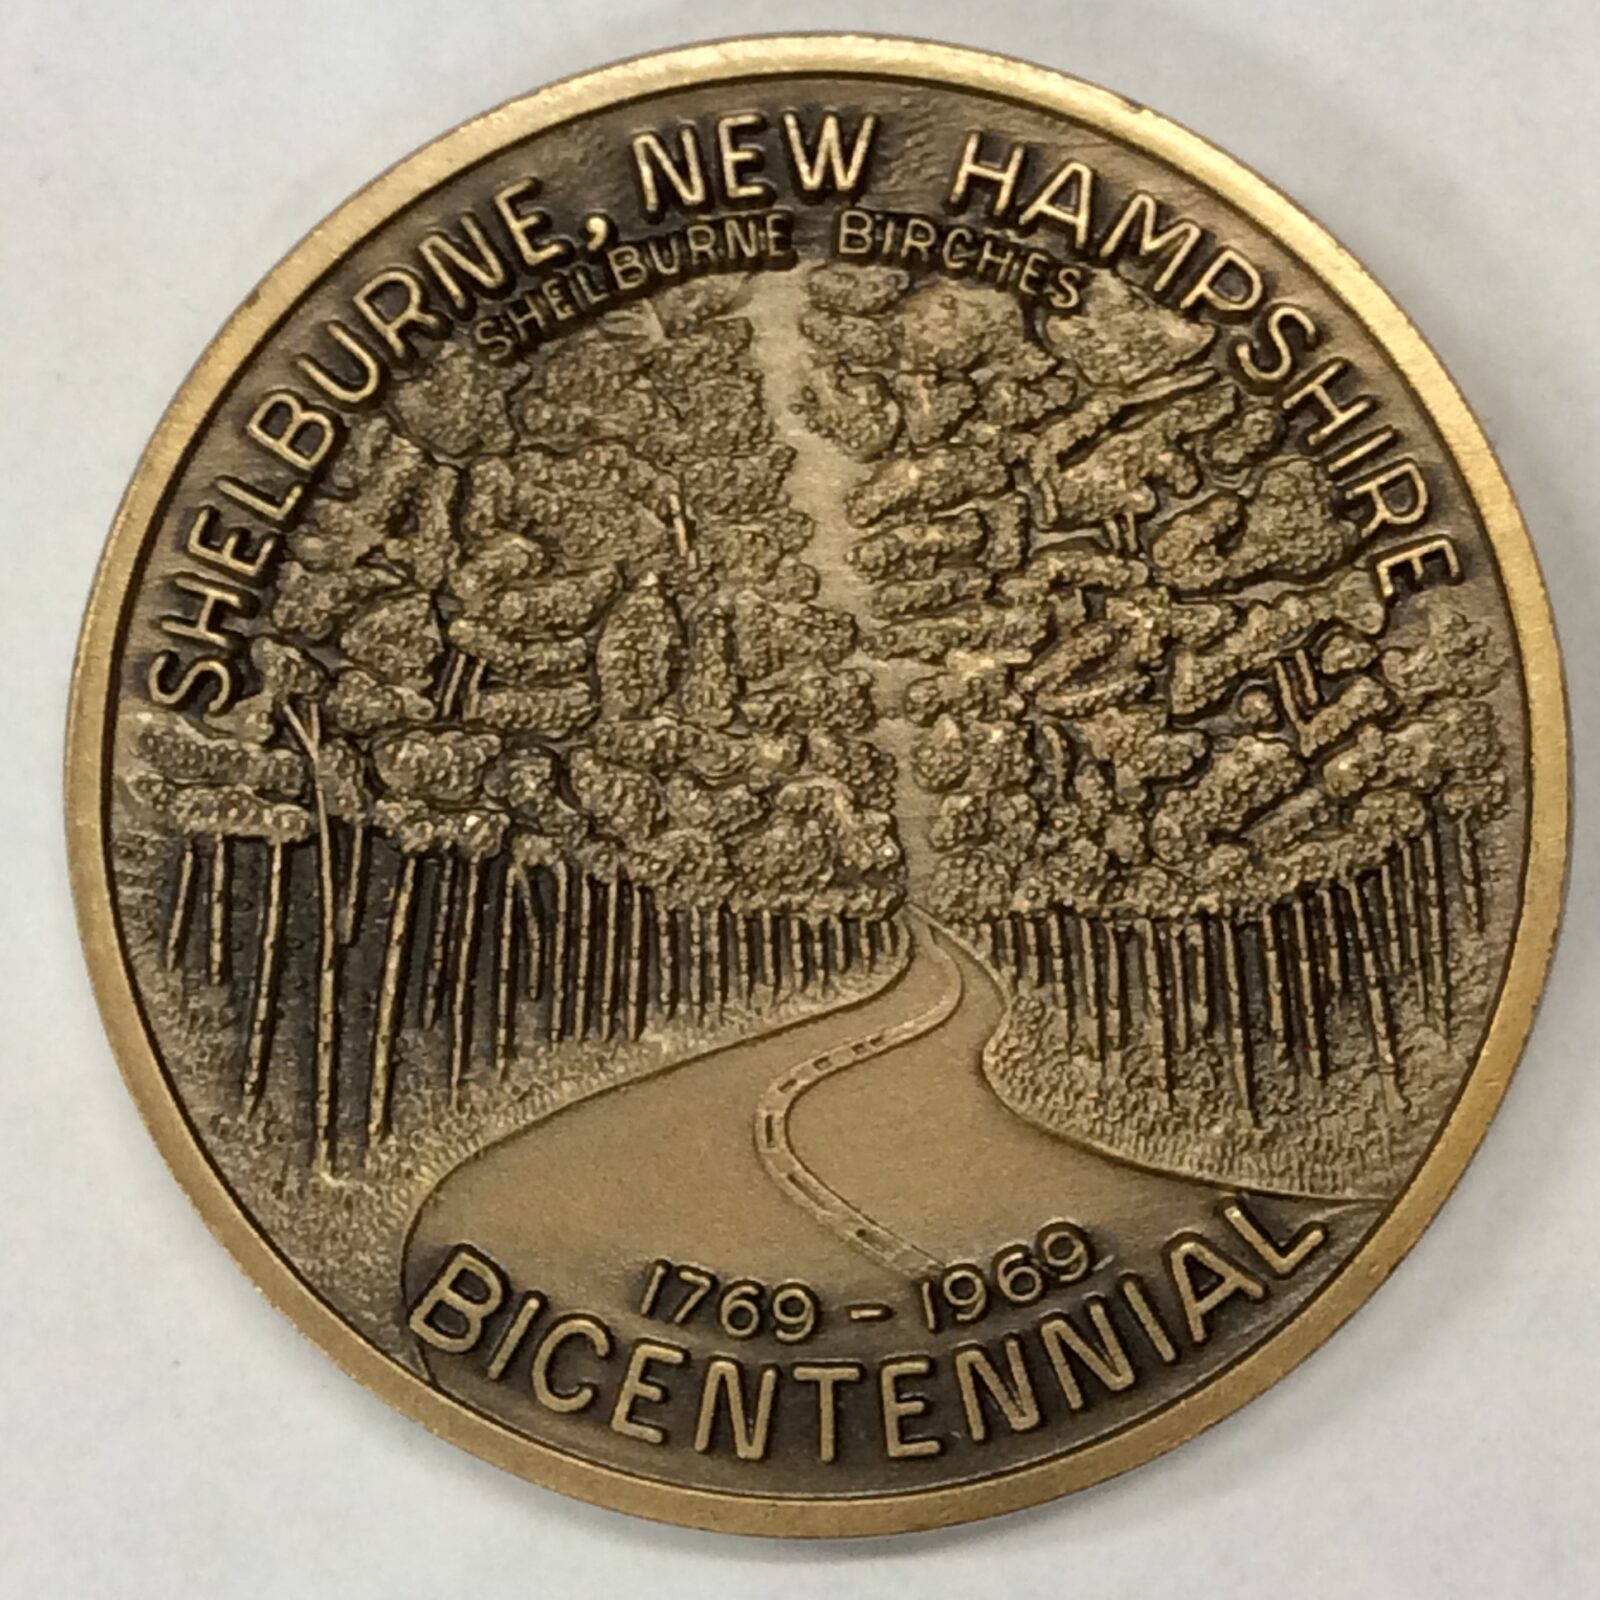 SHELBURNE, NEW HAMPSHIRE
SHELBURNE BIRCHES
1769 - 1969
BICENTENNIAL